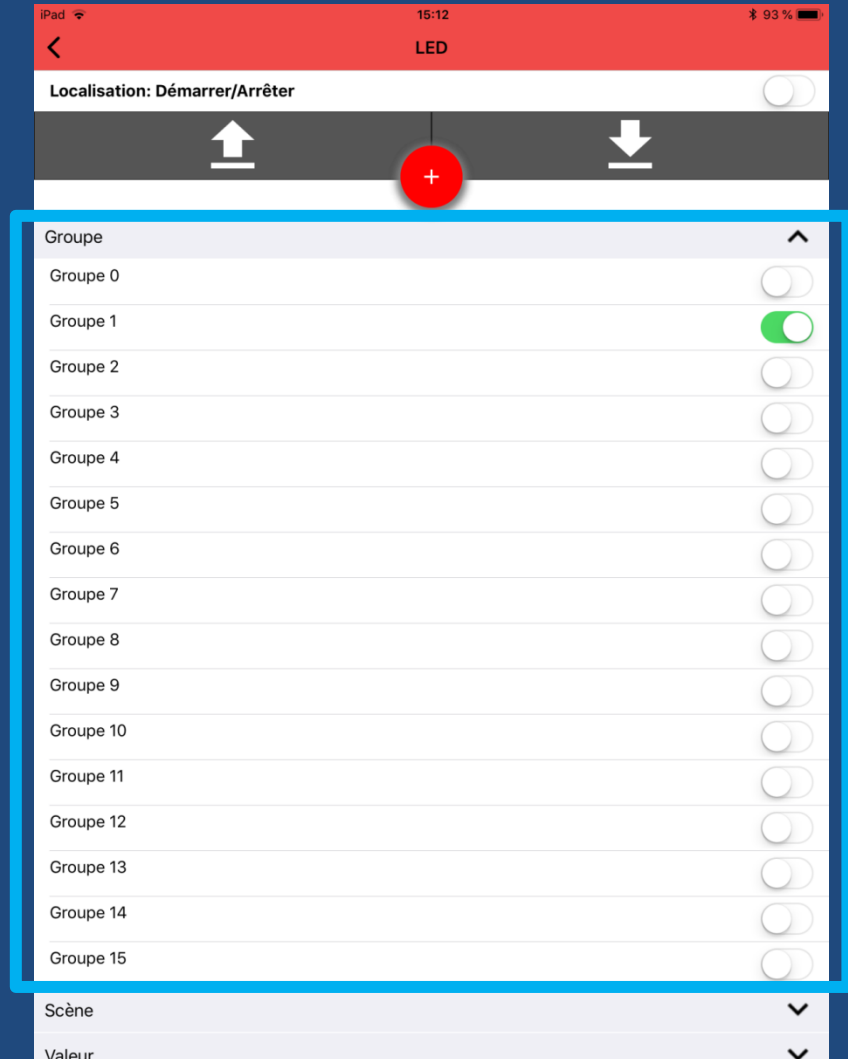 iPad 15:12 93 %
LED
Localisation: Démarrer/Arrêter
+
Groupe
Groupe 0
Groupe 1
Groupe 2
Groupe 3
Groupe 4
Groupe 5
Groupe 6
Groupe 7
Groupe 8
Groupe 9
Groupe 10
Groupe 11
Groupe 12
Groupe 13
Groupe 14
Groupe 15
Scène
Valeur